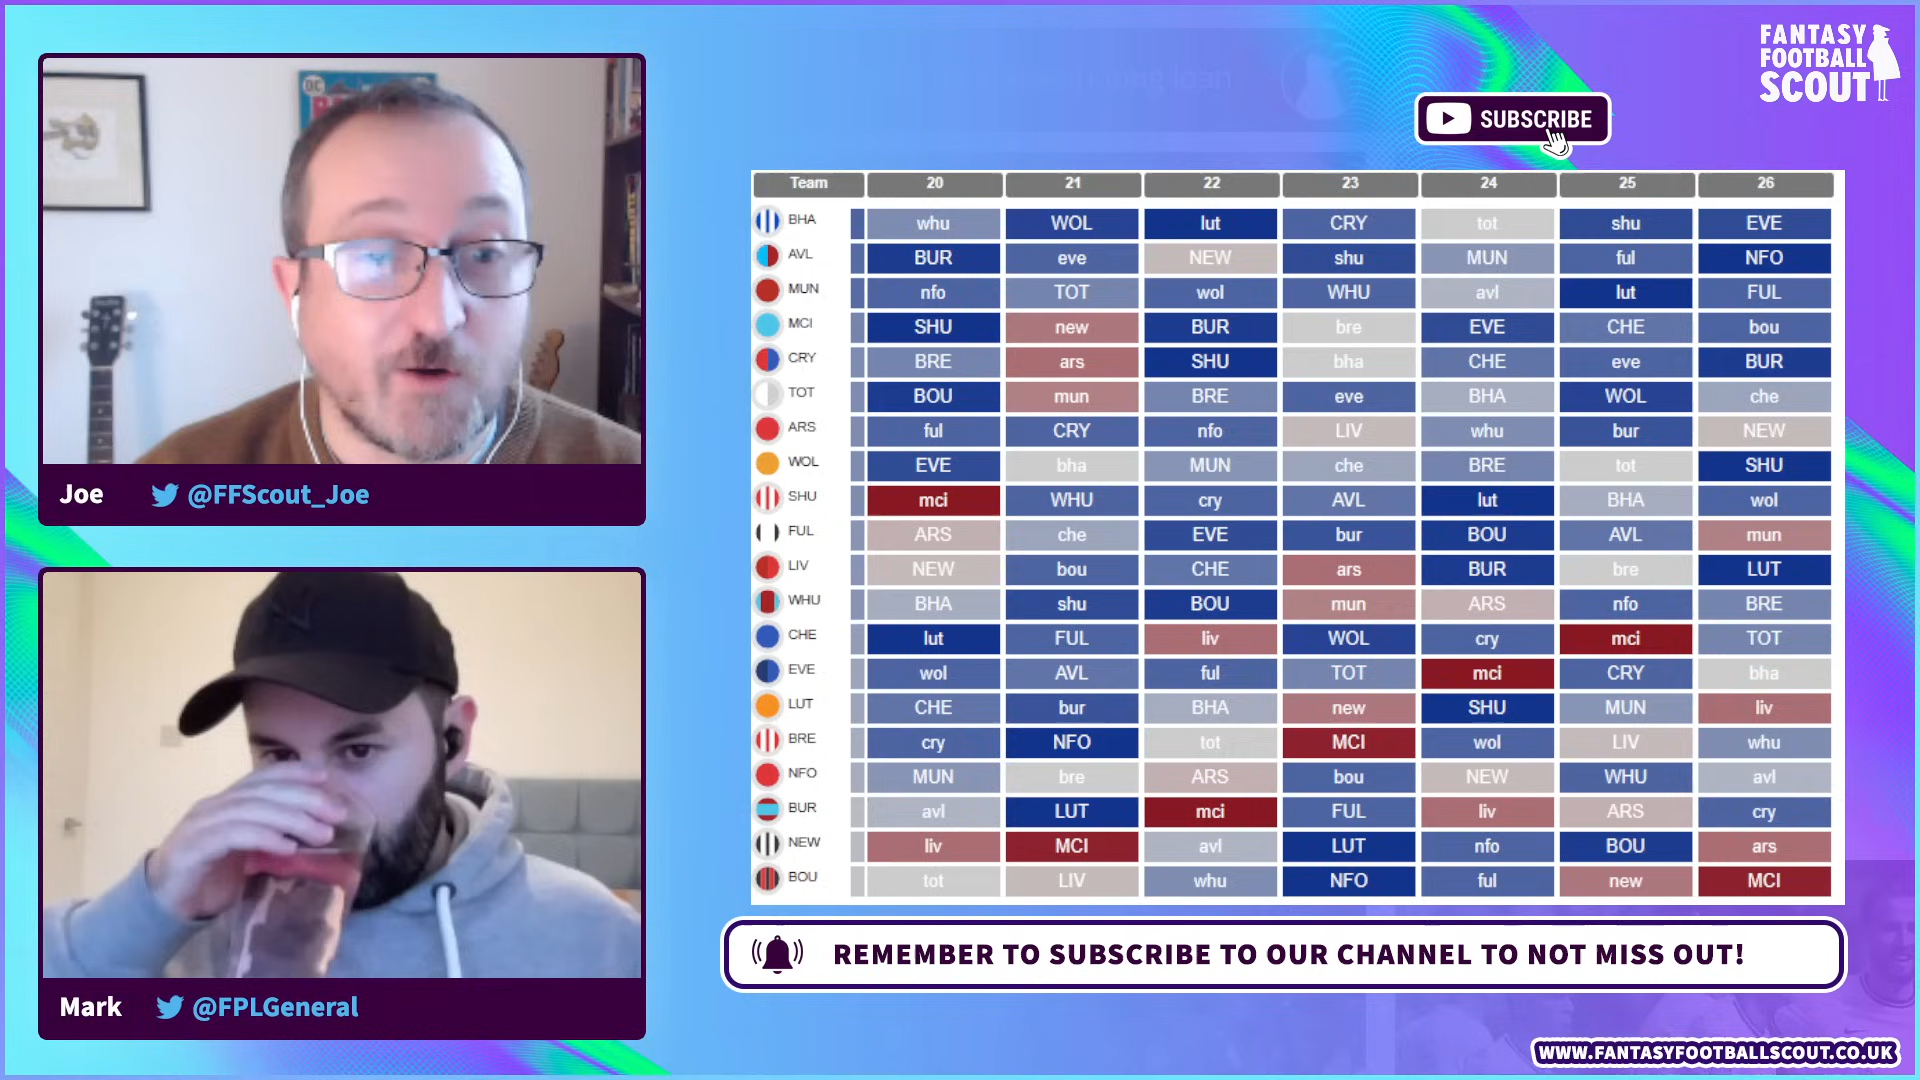 FANTASY
FOOTBALL
SCOUT
SUBSCRIBE
DC
Team 20 21 22 23 24 25 26
BHA whu WOL lut CRY tot shu EVE
AVL BUR eve NEW shu MUN ful NFO
MUN nfo TOT wol WHU avl lut FUL
MCI SHU new BUR bre EVE CHE bou
CRY BRE ars SHU bha CHE eve BUR
TOT BOU mun BRE eve BHA WOL che
ARS ful CRY nfo LIV whu bur NEW
WOL EVE bha MUN che BRE tot SHU
SHU mci WHU cry AVL lut BHA wol
FUL ARS che EVE bur BOU AVL mun
LIV NEW bou CHE ars BUR bre LUT
WHU BHA shu BOU mun ARS nfo BRE
CHE lut FUL liv WOL cry mci TOT
EVE wol AVL ful TOT mci CRY bha
LUT CHE bur BHA new SHU MUN liv
BRE cry NFO tot MCI wol LIV whu
NFO MUN bre ARS bou NEW WHU avl
BUR avl LUT mci FUL liv ARS cry
NEW liv MCI avl LUT nfo BOU ars
BOU tot LIV whu NFO ful new MCI
Joe @FFScout_Joe
Mark @FPLGeneral
REMEMBER TO SUBSCRIBE TO OUR CHANNEL TO NOT MISS OUT!
WWW.FANTASYFOOTBALLSCOUT.CO.UK